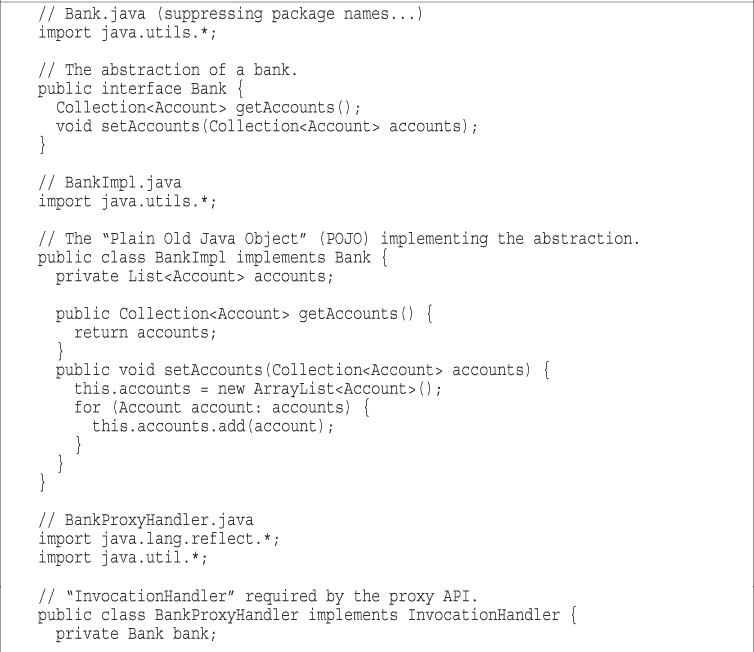 // Bank.java (suppressing package names...)
import java.utils.*;
// The abstraction of a bank.
public interface Bank {
  Collection<Account> getAccounts();
  void setAccounts(Collection<Account> accounts);
}
// BankImpl.java
import java.utils.*;
// The “Plain Old Java Object” (POJO) implementing the abstraction.
public class BankImpl implements Bank {
  private List<Account> accounts;
  public Collection<Account> getAccounts() {
    return accounts;
  }
  public void setAccounts(Collection<Account> accounts) {
    this.accounts = new ArrayList<Account>();
    for (Account account: accounts) {
      this.accounts.add(account);
    }
  }
}
// BankProxyHandler.java
import java.lang.reflect.*;
import java.util.*;
// “InvocationHandler” required by the proxy API.
public class BankProxyHandler implements InvocationHandler {
  private Bank bank;